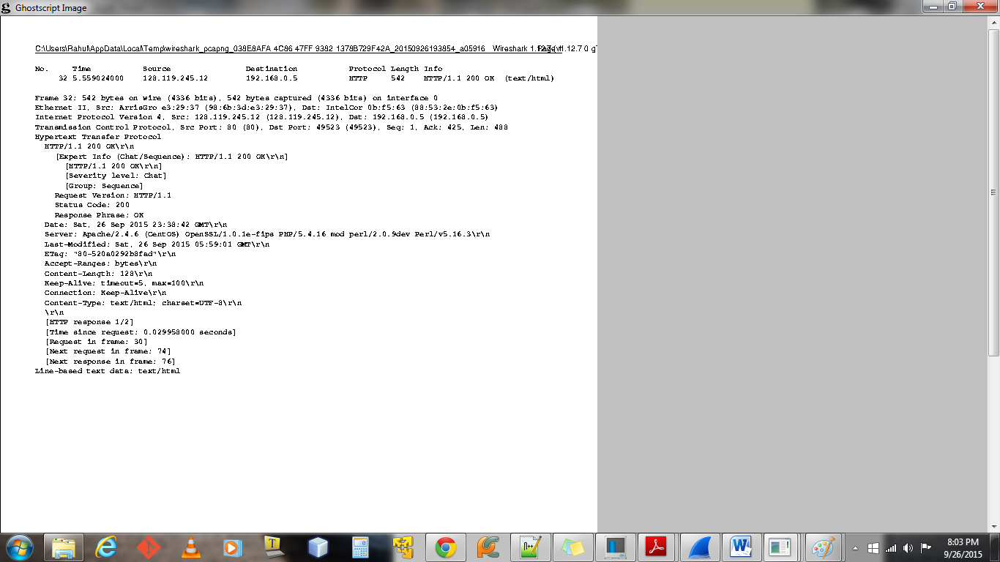 Ghostscript Image
C:\Users\Rahul\AppData\Local\Temp\wireshark_pcapng_038E8AFA 4C86 47FF 9382 1378B729F42A_20150926193854_a05916 Wireshark
No. Time Source Destination Protocol Length Info
32 5.559024000 128.119.245.12 192.168.0.5 HTTP 542 HTTP/1.1 200 OK (text/html)
Frame 32: 542 bytes on wire (4336 bits), 542 bytes captured (4336 bits) on interface 0
Ethernet II, Src: ArrisGro e3:29:37 (98:6b:3d:e3:29:37), Dst: IntelCor 0b:f5:63 (88:53:2e:0b:f5:63)
Internet Protocol Version 4, Src: 128.119.245.12 (128.119.245.12), Dst: 192.168.0.5 (192.168.0.5)
Transmission Control Protocol, Src Port: 80 (80), Dst Port: 49523 (49523), Seq: 1, Ack: 425, Len: 488
Hypertext Transfer Protocol
HTTP/1.1 200 OK\r\n
[Expert Info (Chat/Sequence): HTTP/1.1 200 OK\r\n]
[HTTP/1.1 200 OK\r\n]
[Severity level: Chat]
[Group: Sequence]
Request Version: HTTP/1.1
Status Code: 200
Response Phrase: OK
Date: Sat, 26 Sep 2015 23:38:42 GMT\r\n
Server: Apache/2.4.6 (CentOS) OpenSSL/1.0.1e-fips PHP/5.4.16 mod perl/2.0.9dev Perl/v5.16.3\r\n
Last-Modified: Sat, 26 Sep 2015 05:59:01 GMT\r\n
ETag: "80-520a0292b8fad"\r\n
Accept-Ranges: bytes\r\n
Content-Length: 128\r\n
Keep-Alive: timeout=5, max=100\r\n
Connection: Keep-Alive\r\n
Content-Type: text/html; charset=UTF-8\r\n
\r\n
[HTTP response 1/2]
[Time since request: 0.029958000 seconds]
[Request in frame: 30]
[Next request in frame: 74]
[Next response in frame: 76]
Line-based text data: text/html
8:03 PM
9/26/2015